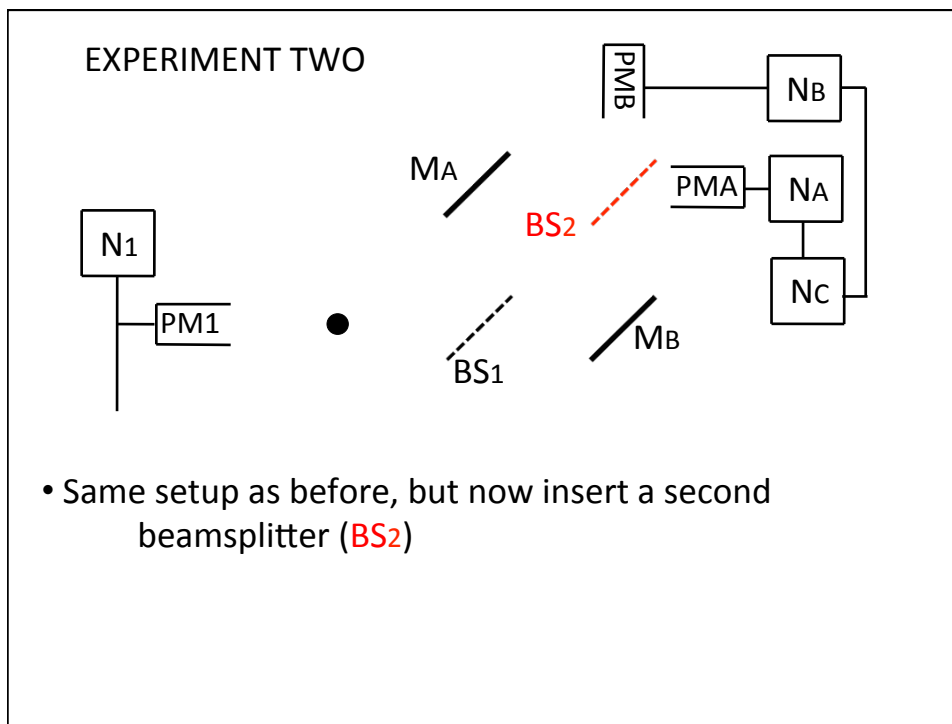 EXPERIMENT TWO
PMB
NB
MA
PMA
NA
BS2
N1
NC
PM1
MB
BS1
• Same setup as before, but now insert a second
beamsplitter (BS2)